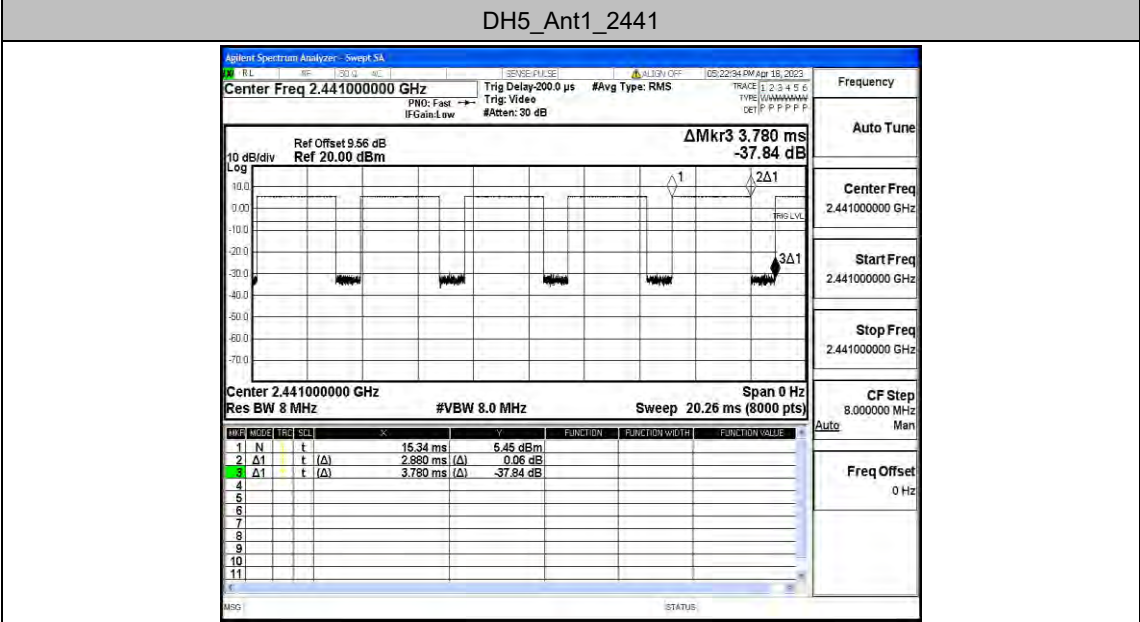 DH5_Ant1_2441
Agilent Spectrum Analyzer - Swept SA
RL RF 50 Ω AC SENSE:PULSE ALIGN OFF 05:22:34 PM Apr 18, 2023
Center Freq 2.441000000 GHz Trig Delay-200.0 µs #Avg Type: RMS TRACE 1 2 3 4 5 6
PNO: Fast Trig: Video TYPE
IFGain:Low #Atten: 30 dB DET P P P P P P
ΔMkr3 3.780 ms
-37.84 dB
Ref Offset 9.56 dB
10 dB/div Ref 20.00 dBm
Log
10.0
0.00
-10.0
-20.0
-30.0
-40.0
-50.0
-60.0
-70.0
1
2Δ1
TRIG LVL
3Δ1
Center 2.441000000 GHz Span 0 Hz
Res BW 8 MHz #VBW 8.0 MHz Sweep 20.26 ms (8000 pts)
MKR MODE TRC SCL X Y FUNCTION FUNCTION WIDTH FUNCTION VALUE
1 N t 15.34 ms 5.45 dBm
2 Δ1 t (Δ) 2.880 ms (Δ) 0.06 dB
3 Δ1 t (Δ) 3.780 ms (Δ) -37.84 dB
4
5
6
7
8
9
10
11
MSG STATUS
Frequency
Auto Tune
Center Freq
2.441000000 GHz
Start Freq
2.441000000 GHz
Stop Freq
2.441000000 GHz
CF Step
8.000000 MHz
Auto Man
Freq Offset
0 Hz